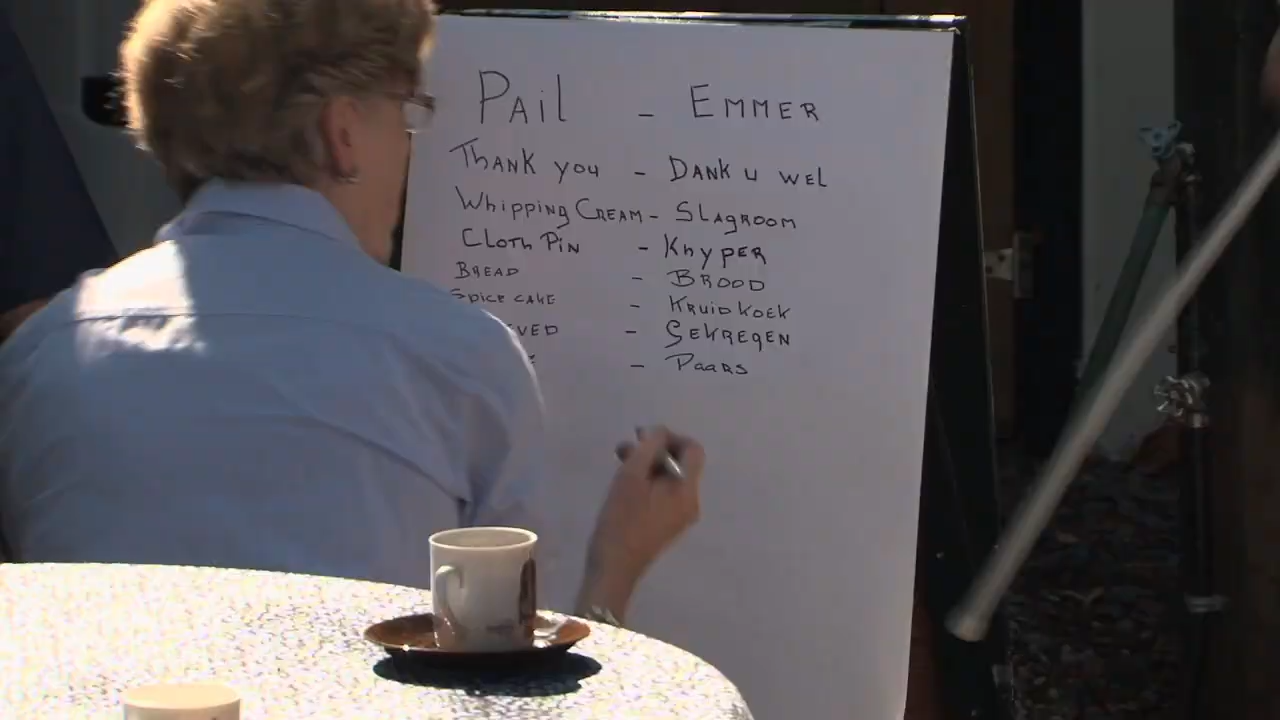 Pail - Emmer
Thank you - Dank u wel
Whipping Cream - Slagroom
Cloth Pin - Knyper
Bread - Brood
Spice cake - Kruidkoek
- Gekregen
- Paars